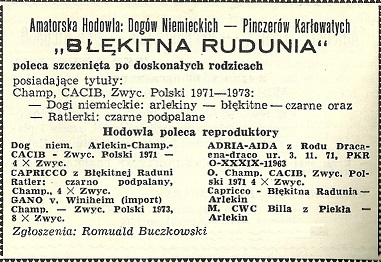 Amatorska Hodowla: Dogów Niemieckich — Pinczerów Karłowatych
„BŁĘKITNA RUDUNIA“
poleca szczenięta po doskonałych rodzicach
posiadające tytuły:
Champ, CACIB, Zwyc. Polski 1971—1973:
— Dogi niemieckie: arlekiny — błękitne — czarne oraz
— Ratlerki: czarne podpalane
Hodowla poleca reproduktory
Dog niem. Arlekin-Champ.-
CACIB - Zwyc. Polski 1971 —
4 × Zwyc.
CAPRICCO z Błękitnej Raduni
Ratler: czarno podpalany,
Champ., 4 × Zwyc.
GANO v. Winiheim (import)
Champ. — Zwyc. Polski 1973,
8 × Zwyc.
ADRIA-AIDA z Rodu Draca-
ena-draco ur. 3. 11. 71, PKR
O-XXXIX-11963
O. Champ. CACIB, Zwyc. Pol-
ski 1971 4 × Zwyc.
Capricco - Błękitna Radunia —
Arlekin
M. CWC Billa z Piekła —
Arlekin
Zgłoszenia: Romuald Buczkowski